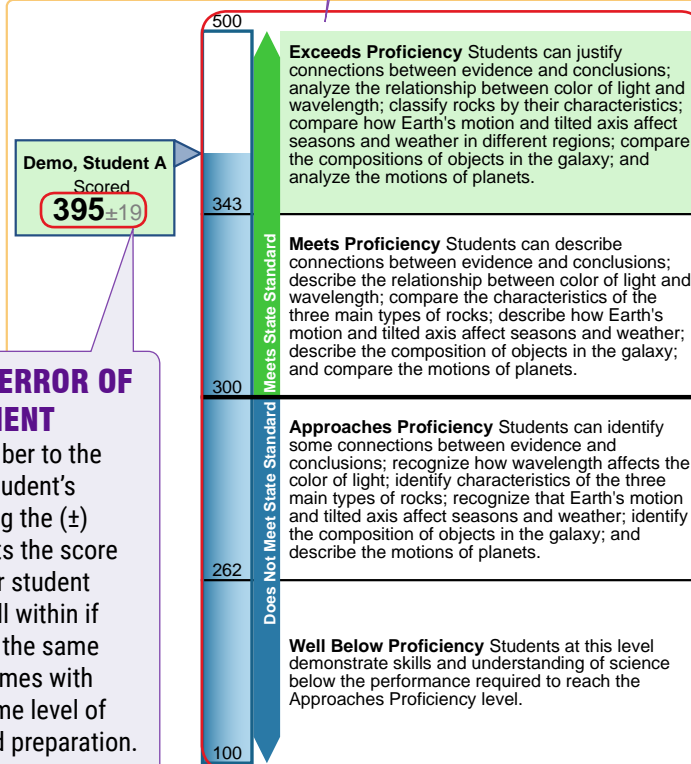 500
Exceeds Proficiency Students can justify
connections between evidence and conclusions;
analyze the relationship between color of light and
wavelength; classify rocks by their characteristics;
compare how Earth's motion and tilted axis affect
seasons and weather in different regions; compare
the compositions of objects in the galaxy; and
analyze the motions of planets.
Demo, Student A
Scored
395±19
343
Meets Proficiency Students can describe
connections between evidence and conclusions;
describe the relationship between color of light and
wavelength; compare the characteristics of the
three main types of rocks; describe how Earth's
motion and tilted axis affect seasons and weather;
describe the composition of objects in the galaxy;
and compare the motions of planets.
Meets State Standard
300
Approaches Proficiency Students can identify
some connections between evidence and
conclusions; recognize how wavelength affects the
color of light; identify characteristics of the three
main types of rocks; recognize that Earth's motion
and tilted axis affect seasons and weather; identify
the composition of objects in the galaxy; and
describe the motions of planets.
Does Not Meet State Standard
262
Well Below Proficiency Students at this level
demonstrate skills and understanding of science
below the performance required to reach the
Approaches Proficiency level.
100
ERROR OF
to the
the (±)
the score
student
within if
the same
with
level of
preparation.